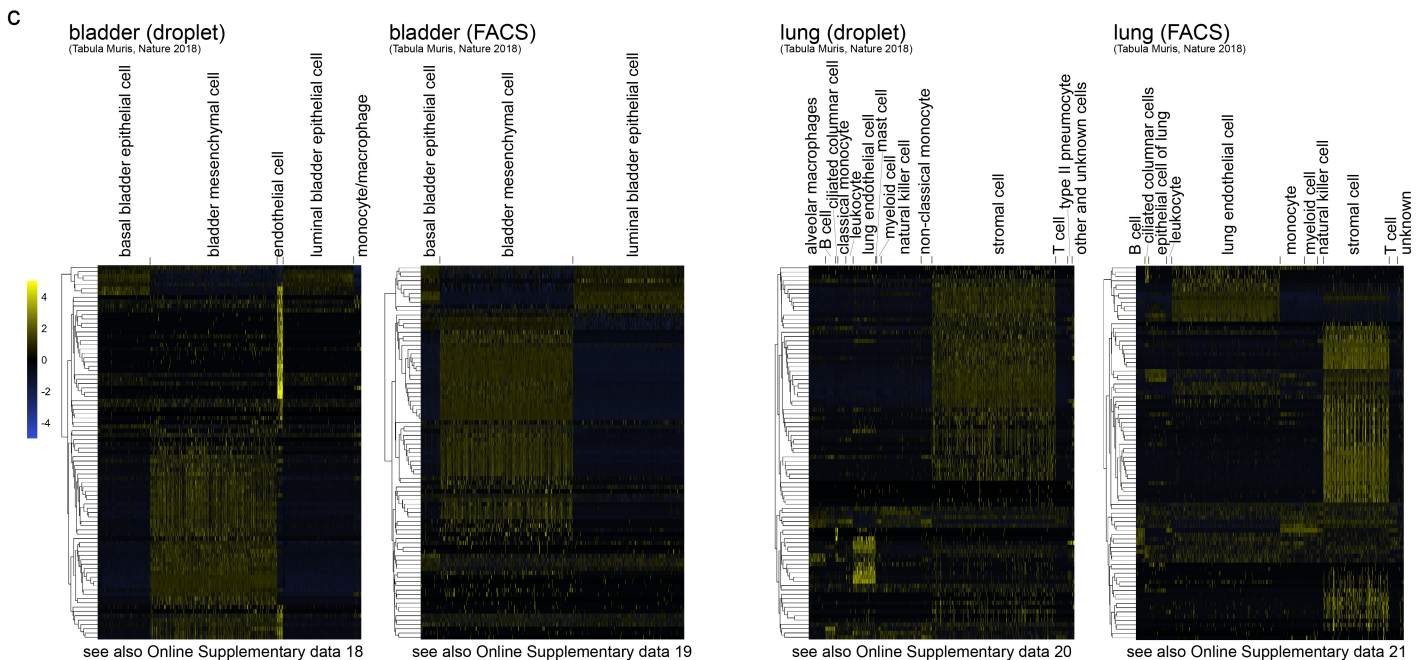 c
bladder (droplet)
(Tabula Muris, Nature 2018)
basal bladder epithelial cell
bladder mesenchymal cell
endothelial cell
luminal bladder epithelial cell
monocyte/macrophage
4
2
0
-2
-4
see also Online Supplementary data 18
bladder (FACS)
(Tabula Muris, Nature 2018)
basal bladder epithelial cell
bladder mesenchymal cell
luminal bladder epithelial cell
see also Online Supplementary data 19
lung (droplet)
(Tabula Muris, Nature 2018)
alveolar macrophages
B cell
ciliated columnar cell
classical monocyte
leukocyte
lung endothelial cell
mast cell
myeloid cell
natural killer cell
non-classical monocyte
stromal cell
T cell
type II pneumocyte
other and unknown cells
see also Online Supplementary data 20
lung (FACS)
(Tabula Muris, Nature 2018)
B cell
ciliated columnar cells
epithelial cell of lung
leukocyte
lung endothelial cell
monocyte
myeloid cell
natural killer cell
stromal cell
T cell
unknown
see also Online Supplementary data 21